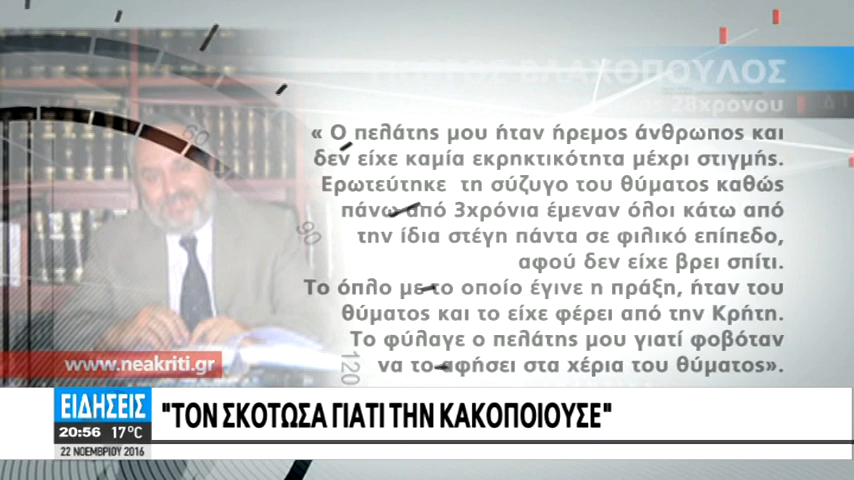 ΒΛΑΧΟΠΟΥΛΟΣ
28χρονου
« Ο πελάτης μου ήταν ήρεμος άνθρωπος και
δεν είχε καμία εκρηκτικότητα μέχρι στιγμής.
Ερωτεύτηκε τη σύζυγο του θύματος καθώς
πάνω από 3χρόνια έμεναν όλοι κάτω από
την ίδια στέγη πάντα σε φιλικό επίπεδο,
αφού δεν είχε βρει σπίτι.
Το όπλο με το οποίο έγινε η πράξη, ήταν του
θύματος και το είχε φέρει από την Κρήτη.
Το φύλαγε ο πελάτης μου γιατί φοβόταν
να το αφήσει στα χέρια του θύματος».
60
90
120
www.neakriti.gr
ΕΙΔΗΣΕΙΣ
"ΤΟΝ ΣΚΟΤΩΣΑ ΓΙΑΤΙ ΤΗΝ ΚΑΚΟΠΟΙΟΥΣΕ"
20:56 17°C
22 ΝΟΕΜΒΡΙΟΥ 2016